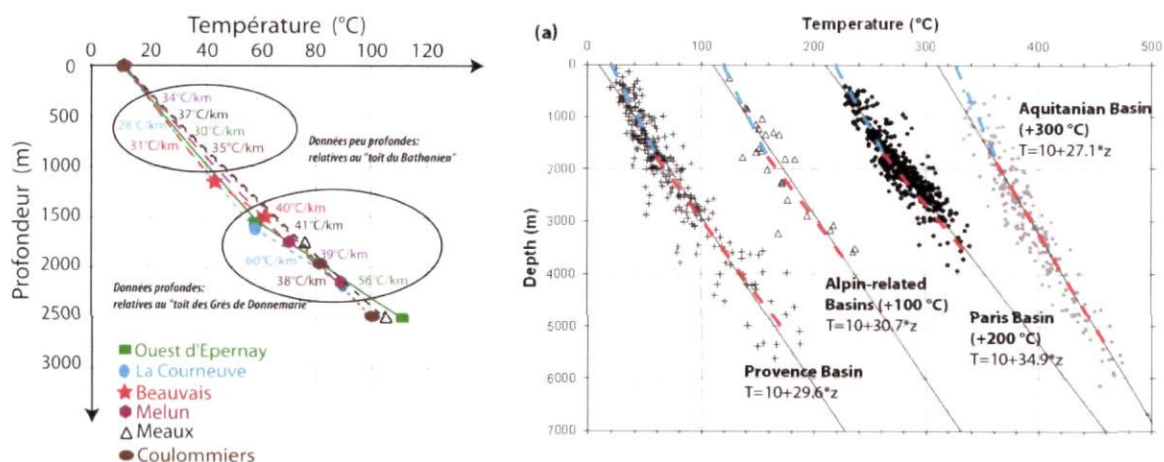 Température (°C)
0 20 40 60 80 100 120
Profondeur (m)
0
500
1000
1500
2000
2500
3000
34°C/km
37°C/km
28°C/km
30°C/km
31°C/km
35°C/km
Données peu profondes:
relatives au "toit du Bathonien"
40°C/km
41°C/km
39°C/km
60°C/km
38°C/km
56°C/km
Données profondes:
relatives au "toit des Grés de Donnemarie
Ouest d'Epernay
La Courneuve
Beauvais
Melun
Meaux
Coulommiers
(a)
Temperature (°C)
0 100 200 300 400 500
Depth (m)
0
1000
2000
3000
4000
5000
6000
7000
Aquitanian Basin
(+300 °C)
T=10+27.1*z
Alpin-related
Basins (+100 °C)
T=10+30.7*z
Paris Basin
(+200 °C)
T=10+34.9*z
Provence Basin
T=10+29.6*z